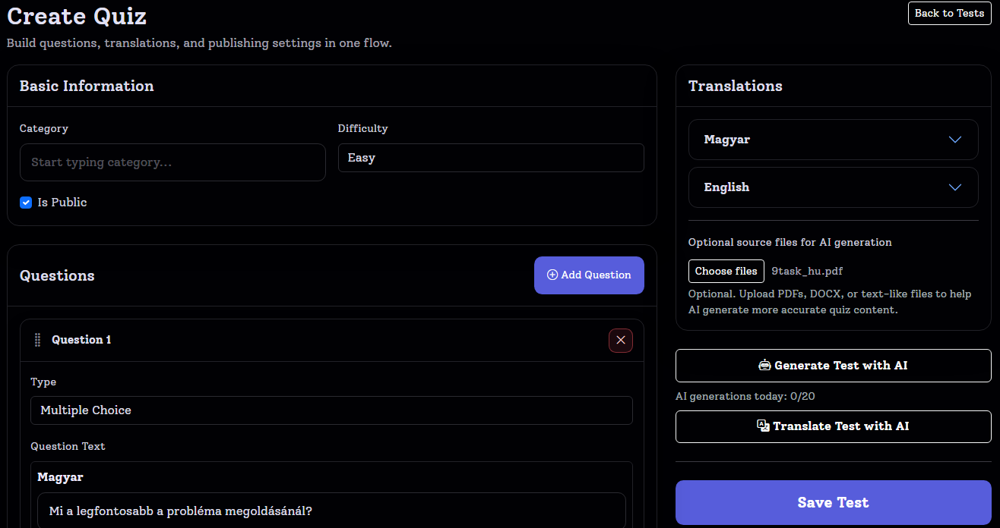 Create Quiz
Back to Tests
Build questions, translations, and publishing settings in one flow.
Basic Information
Category
Difficulty
Start typing category...
Easy
Is Public
Questions
Add Question
Question 1
Type
Multiple Choice
Question Text
Magyar
Mi a legfontosabb a probléma megoldásánál?
Translations
Magyar
English
Optional source files for AI generation
Choose files 9task_hu.pdf
Optional. Upload PDFs, DOCX, or text-like files to help
AI generate more accurate quiz content.
Generate Test with AI
AI generations today: 0/20
Translate Test with AI
Save Test